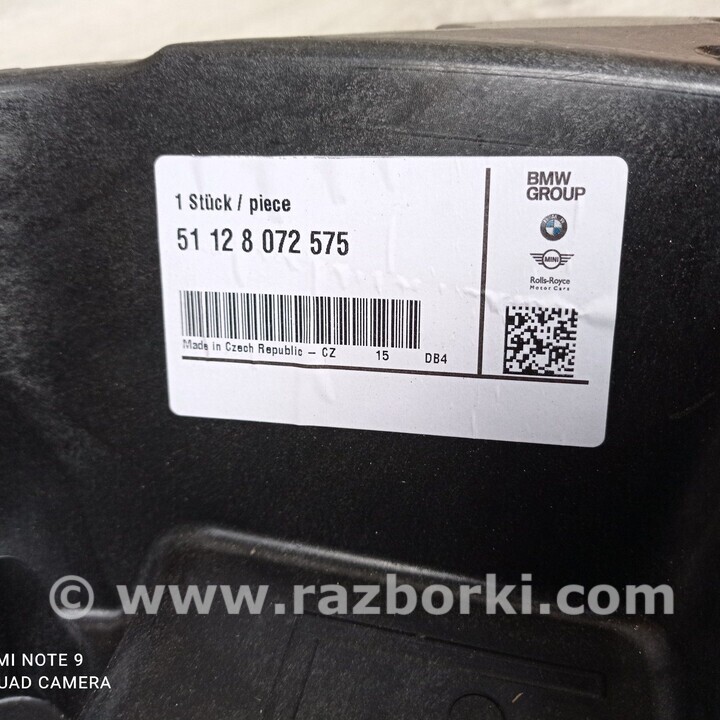 1 Stück / piece
51 12 8 072 575
Made in Czech Republic - CZ 15 DB4
BMW
GROUP
MINI
Rolls-Royce
Motor Cars
© www.razborki.com
MI NOTE 9
QUAD CAMERA